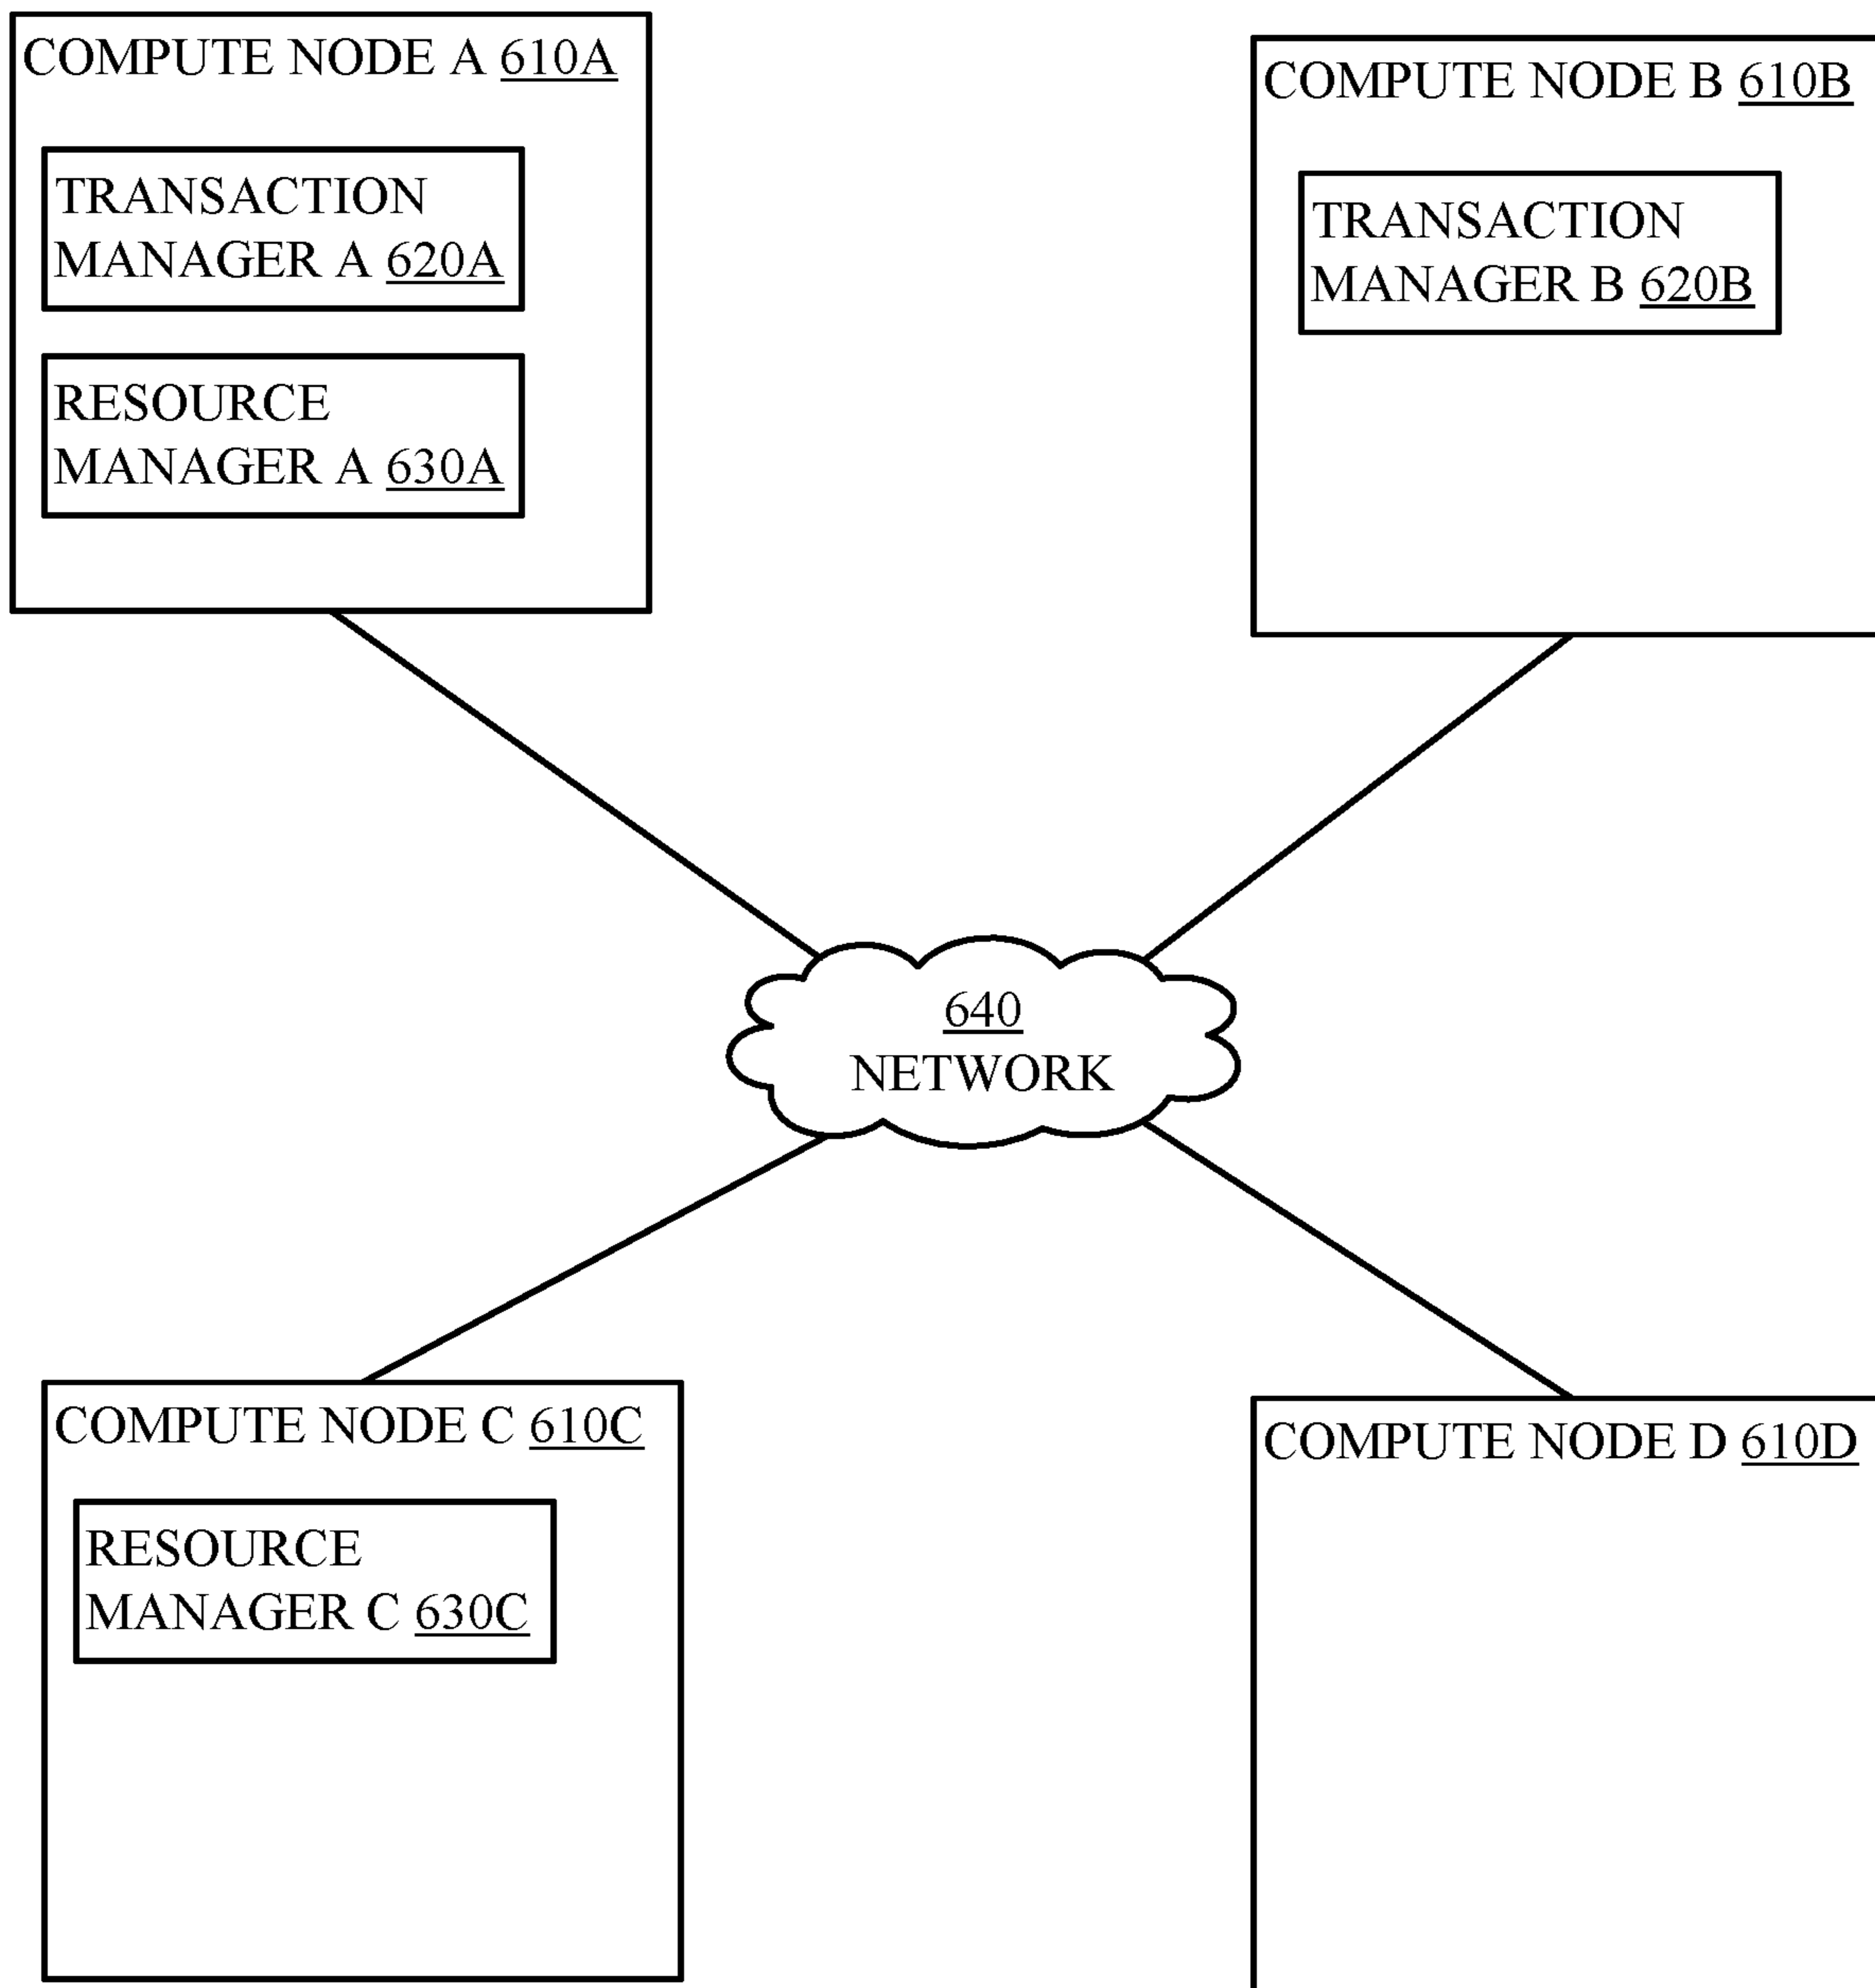 COMPUTE NODE A 610A
TRANSACTION
MANAGER A 620A
RESOURCE
MANAGER A 630A
COMPUTE NODE B 610B
TRANSACTION
MANAGER B 620B
640
NETWORK
COMPUTE NODE C 610C
RESOURCE
MANAGER C 630C
COMPUTE NODE D 610D